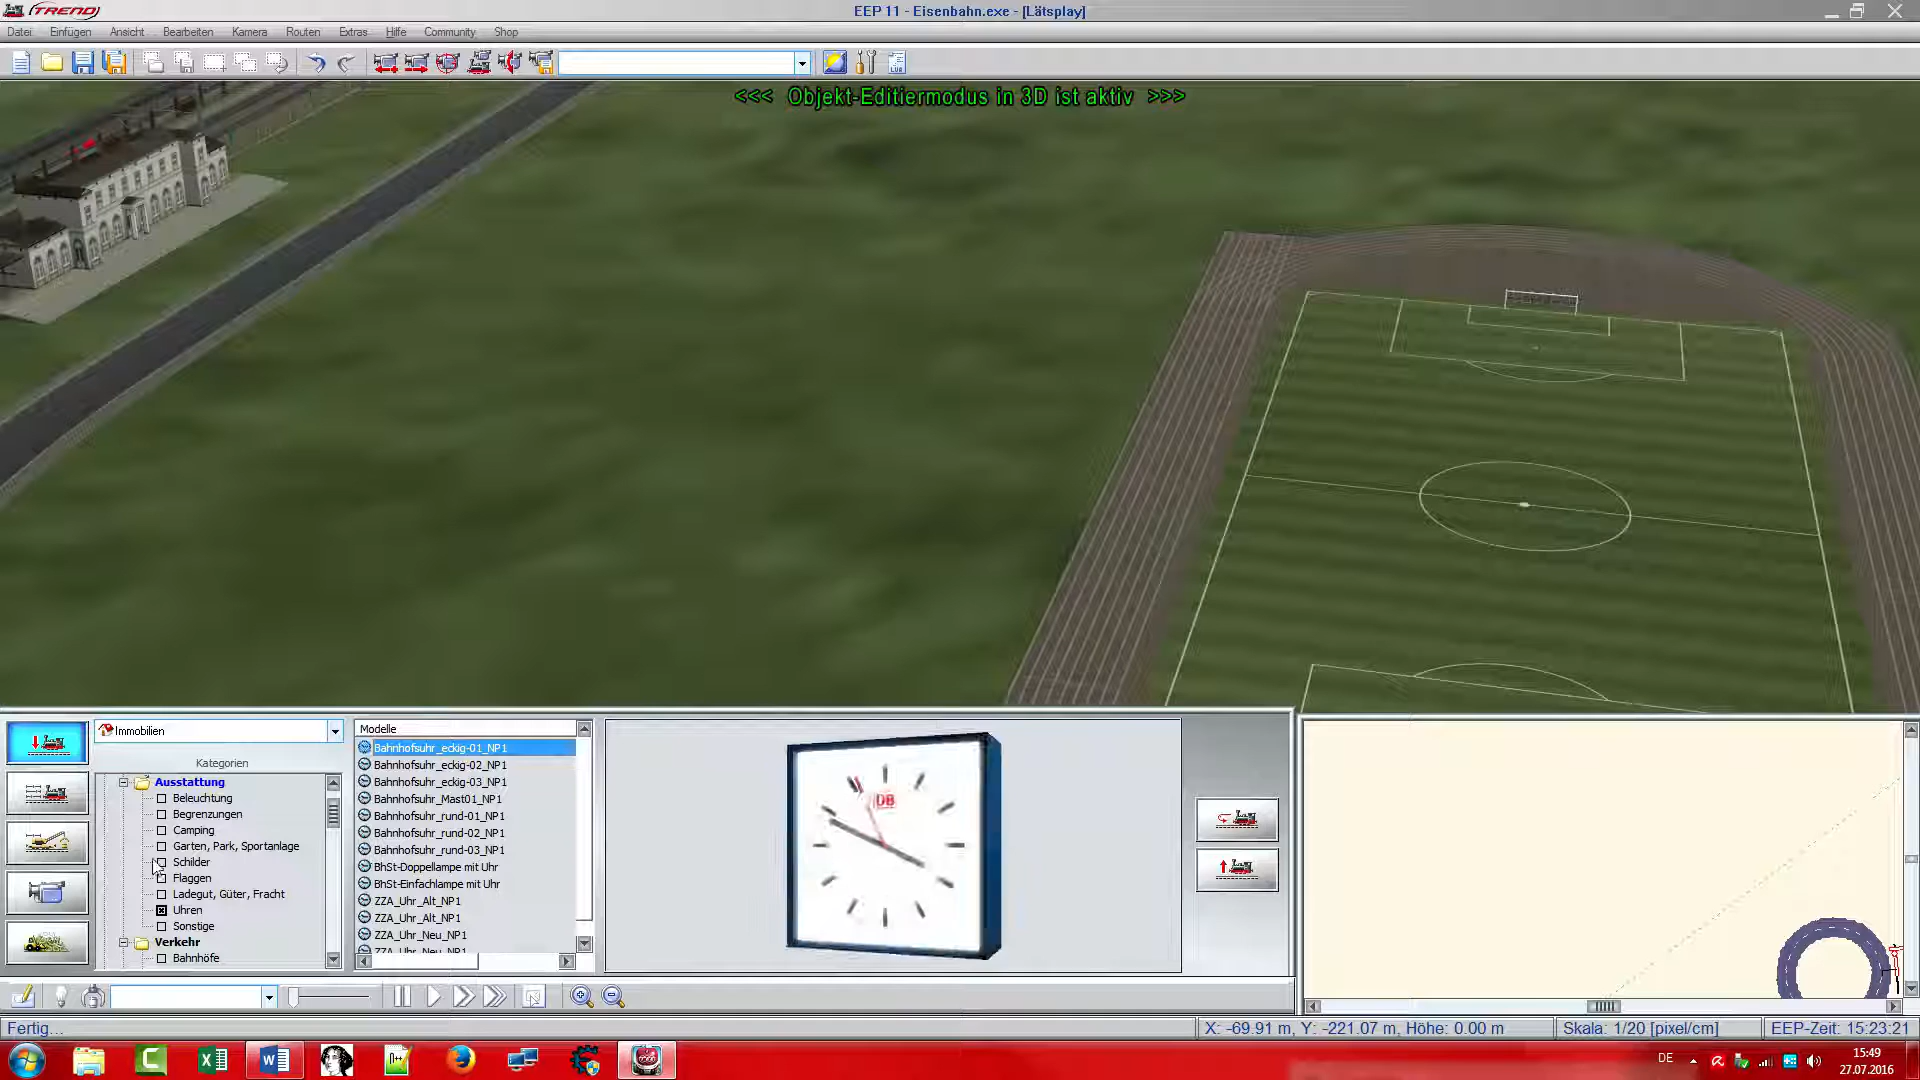 TREND
EEP 11 - Eisenbahn.exe - [Lätsplay]
Datei Einfügen Ansicht Bearbeiten Kamera Routen Extras Hilfe Community Shop
<<< Objekt-Editiermodus in 3D ist aktiv >>>
Immobilien
Kategorien
Ausstattung
Beleuchtung
Begrenzungen
Camping
Garten, Park, Sportanlage
Schilder
Flaggen
Ladegut, Güter, Fracht
Uhren
Sonstige
Verkehr
Bahnhöfe
Modelle
Bahnhofsuhr_eckig-01_NP1
Bahnhofsuhr_eckig-02_NP1
Bahnhofsuhr_eckig-03_NP1
Bahnhofsuhr_Mast01_NP1
Bahnhofsuhr_rund-01_NP1
Bahnhofsuhr_rund-02_NP1
Bahnhofsuhr_rund-03_NP1
BhSt-Doppellampe mit Uhr
BhSt-Einfachlampe mit Uhr
ZZA_Uhr_Alt_NP1
ZZA_Uhr_Alt_NP1
ZZA_Uhr_Neu_NP1
ZZA_Uhr_Neu_NP1
DB
Fertig...
X: -69.91 m, Y: -221.07 m, Höhe: 0.00 m
Skala: 1/20 [pixel/cm]
EEP-Zeit: 15:23:21
DE
15:49
27.07.2016